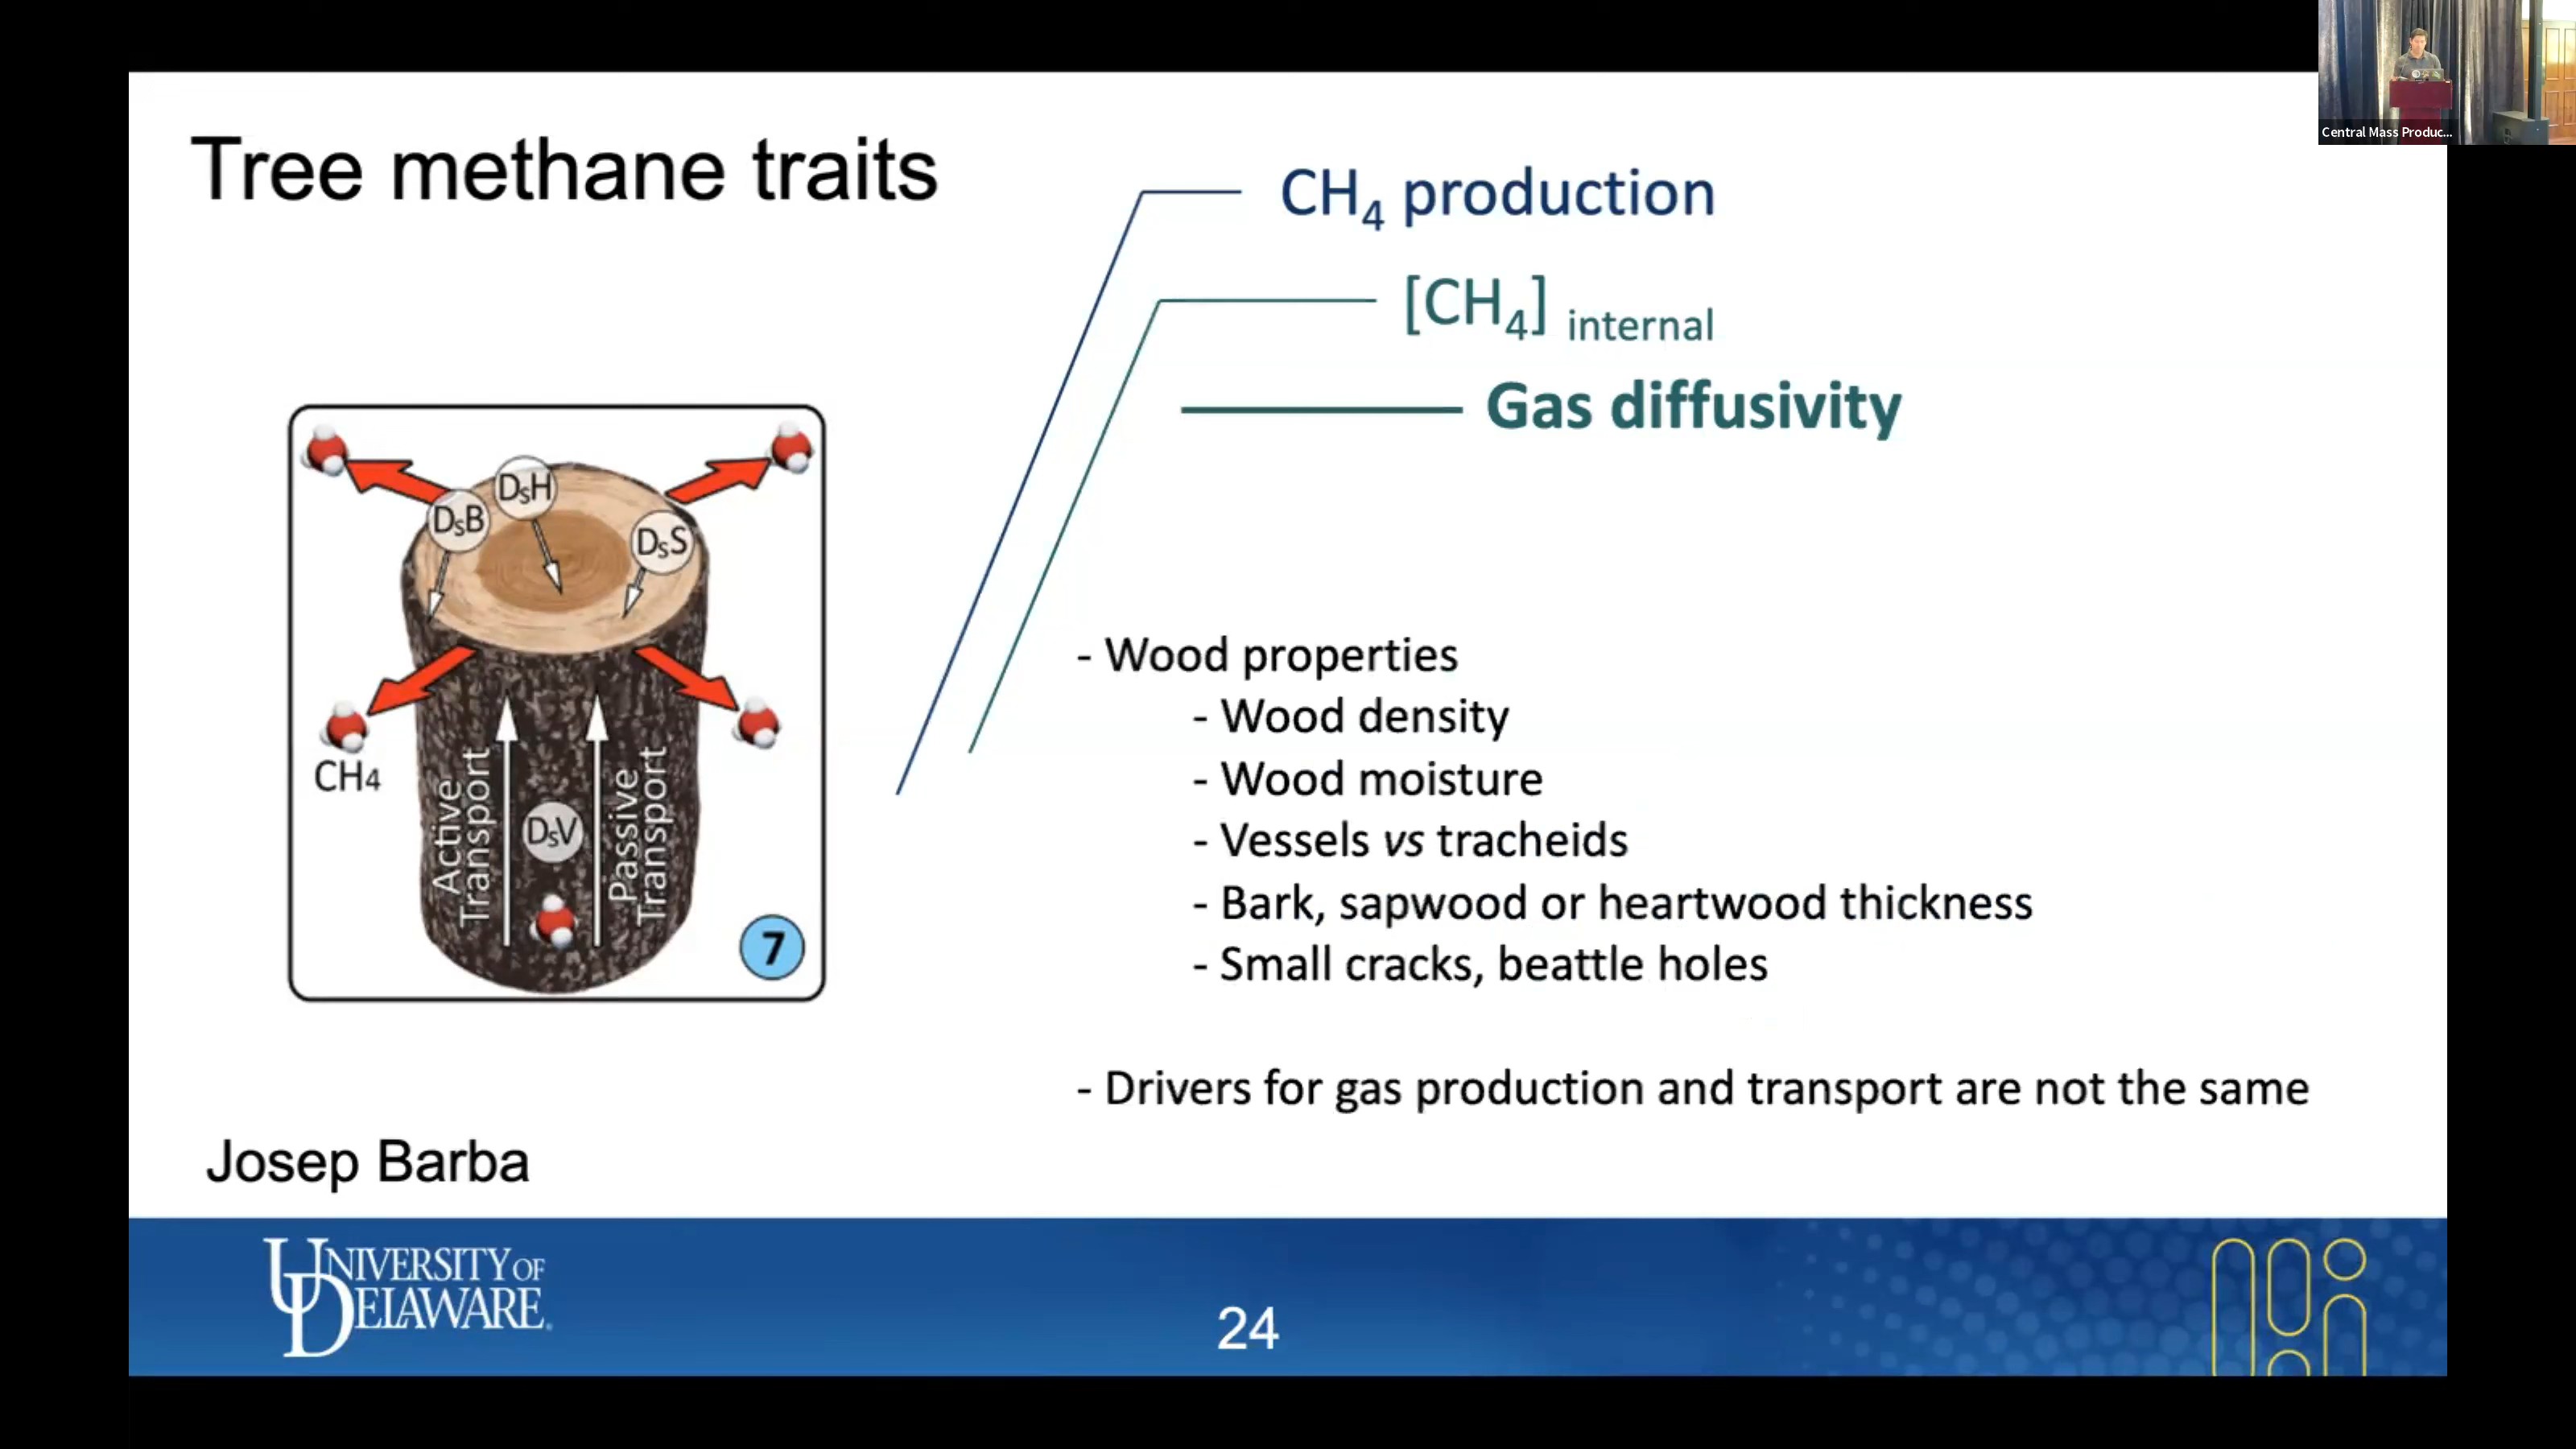 Central Mass Produc...
Tree methane traits
CH₄ production
[CH₄] internal
Gas diffusivity
DₛH
DₛB
DₛS
CH4
Active
Transport
DₛV
Passive
Transport
7
- Wood properties
- Wood density
- Wood moisture
- Vessels vs tracheids
- Bark, sapwood or heartwood thickness
- Small cracks, beattle holes
- Drivers for gas production and transport are not the same
Josep Barba
UNIVERSITY OF
DELAWARE
24